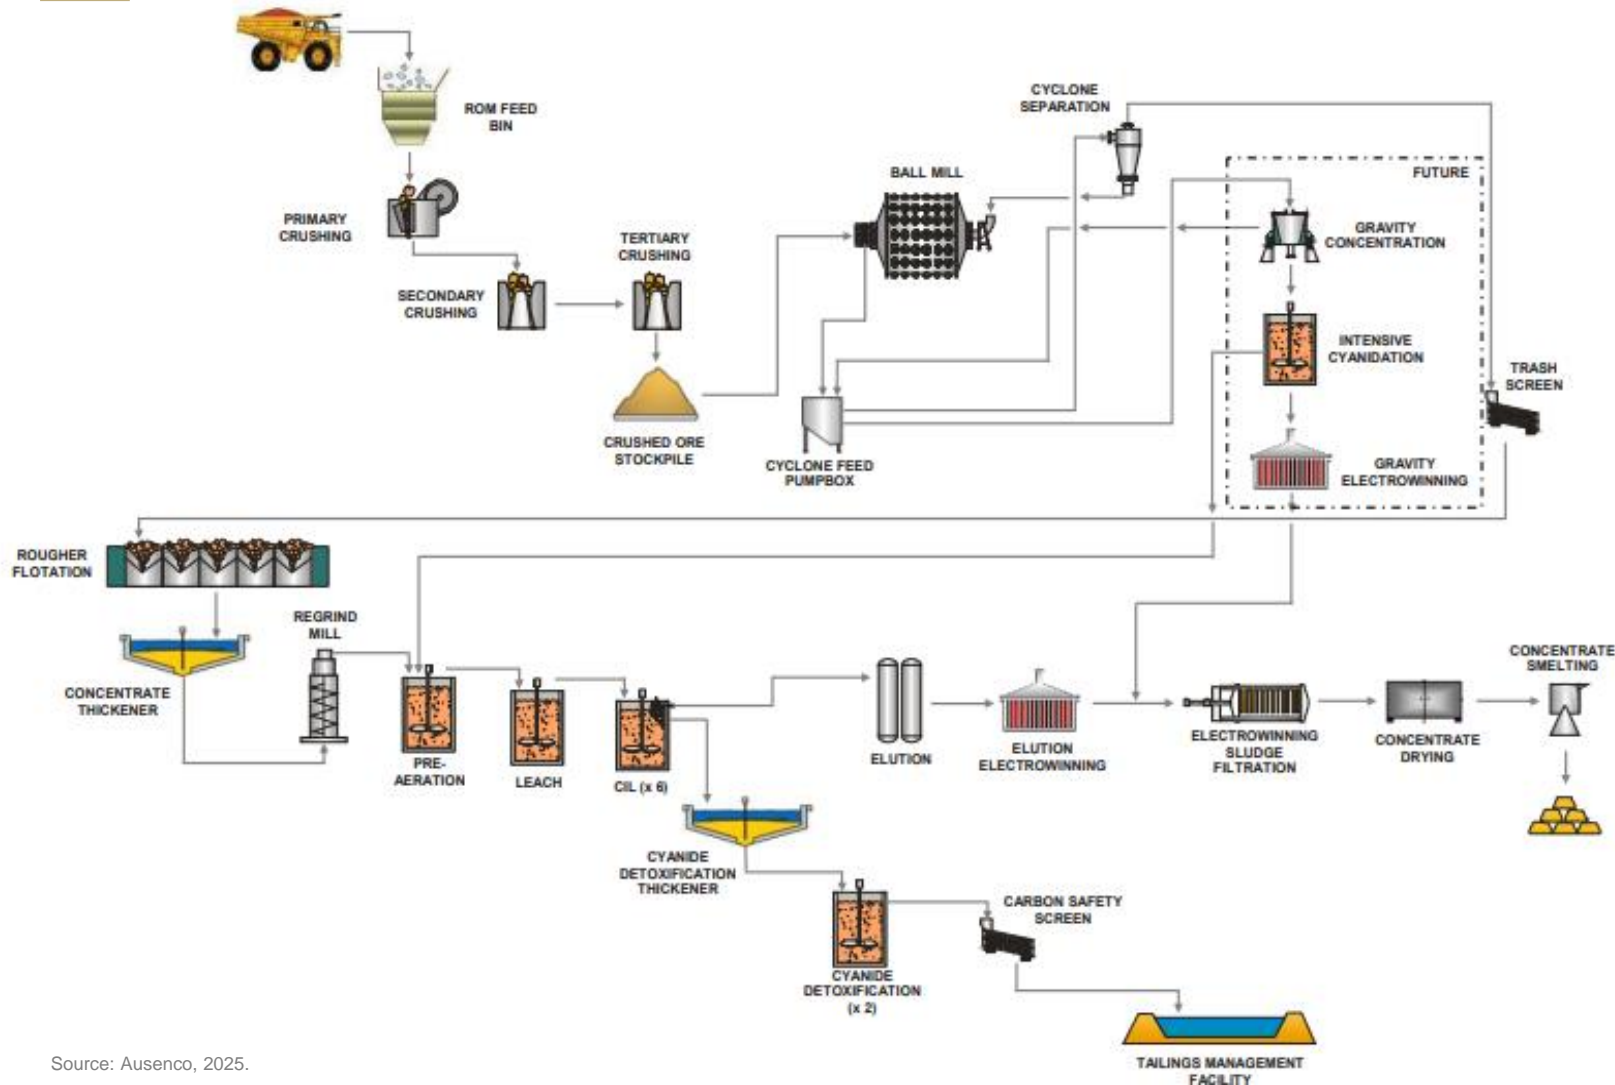 ROM FEED
BIN
PRIMARY
CRUSHING
SECONDARY
CRUSHING
TERTIARY
CRUSHING
CRUSHED ORE
STOCKPILE
BALL MILL
CYCLONE
SEPARATION
CYCLONE FEED
PUMPBOX
FUTURE
GRAVITY
CONCENTRATION
INTENSIVE
CYANIDATION
GRAVITY
ELECTROWINNING
TRASH
SCREEN
ROUGHER
FLOTATION
CONCENTRATE
THICKENER
REGRIND
MILL
PRE-
AERATION
LEACH
CIL (x 6)
ELUTION
ELUTION
ELECTROWINNING
ELECTROWINNING
SLUDGE
FILTRATION
CONCENTRATE
DRYING
CONCENTRATE
SMELTING
CYANIDE
DETOXIFICATION
THICKENER
CYANIDE
DETOXIFICATION
(x 2)
CARBON SAFETY
SCREEN
TAILINGS MANAGEMENT
FACILITY
Source: Ausenco, 2025.